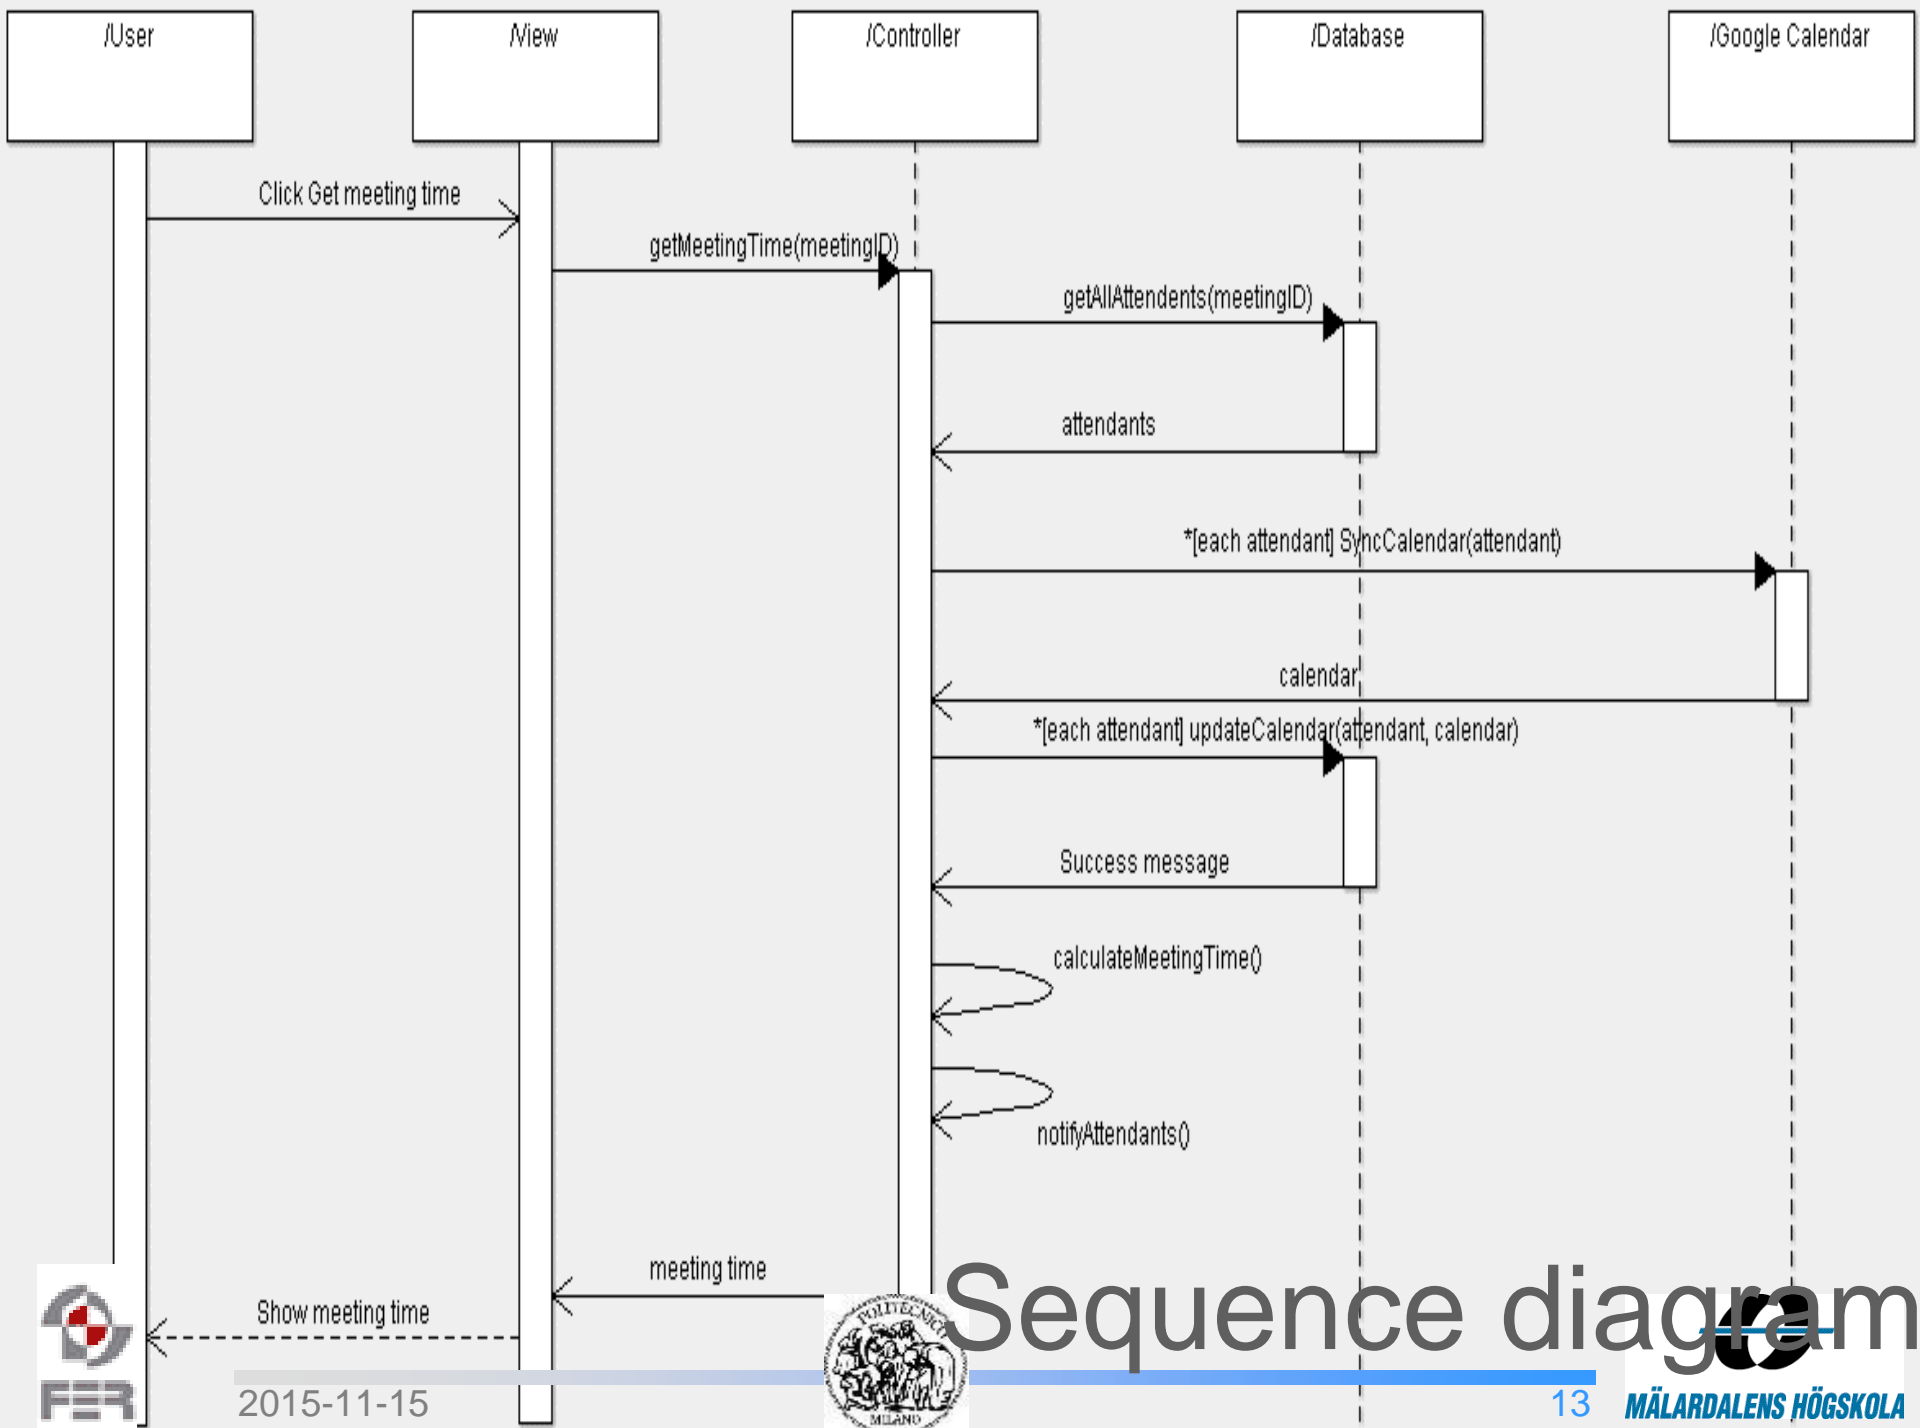 /User
/View
/Controller
/Database
/Google Calendar
Click Get meeting time
getMeetingTime(meetingID)
getAllAttendents(meetingID)
attendants
*[each attendant] SyncCalendar(attendant)
calendar
*[each attendant] updateCalendar(attendant, calendar)
Success message
calculateMeetingTime()
notifyAttendants()
meeting time
Show meeting time
Sequence diagram
FER
2015-11-15
POLITECNICO
MILANO
13
MÄLARDALENS HÖGSKOLA